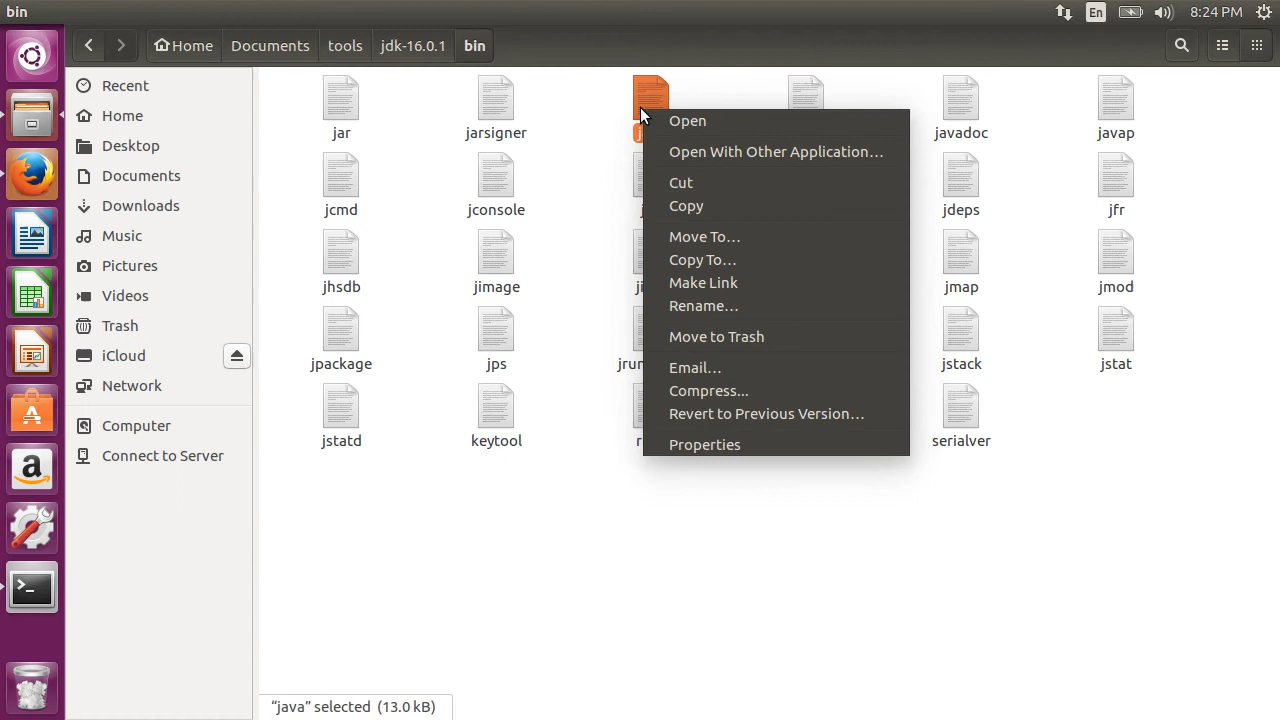 bin
En
8:24 PM
Home
Documents
tools
jdk-16.0.1
bin
Recent
Home
Desktop
Documents
Downloads
Music
Pictures
Videos
Trash
iCloud
Network
Computer
Connect to Server
jar
jarsigner
javadoc
javap
jcmd
jconsole
jdeps
jfr
jhsdb
jimage
jmap
jmod
jpackage
jps
jstack
jstat
jstatd
keytool
serialver
Open
Open With Other Application...
Cut
Copy
Move To...
Copy To...
Make Link
Rename...
Move to Trash
Email...
Compress...
Revert to Previous Version...
Properties
"java" selected (13.0 kB)